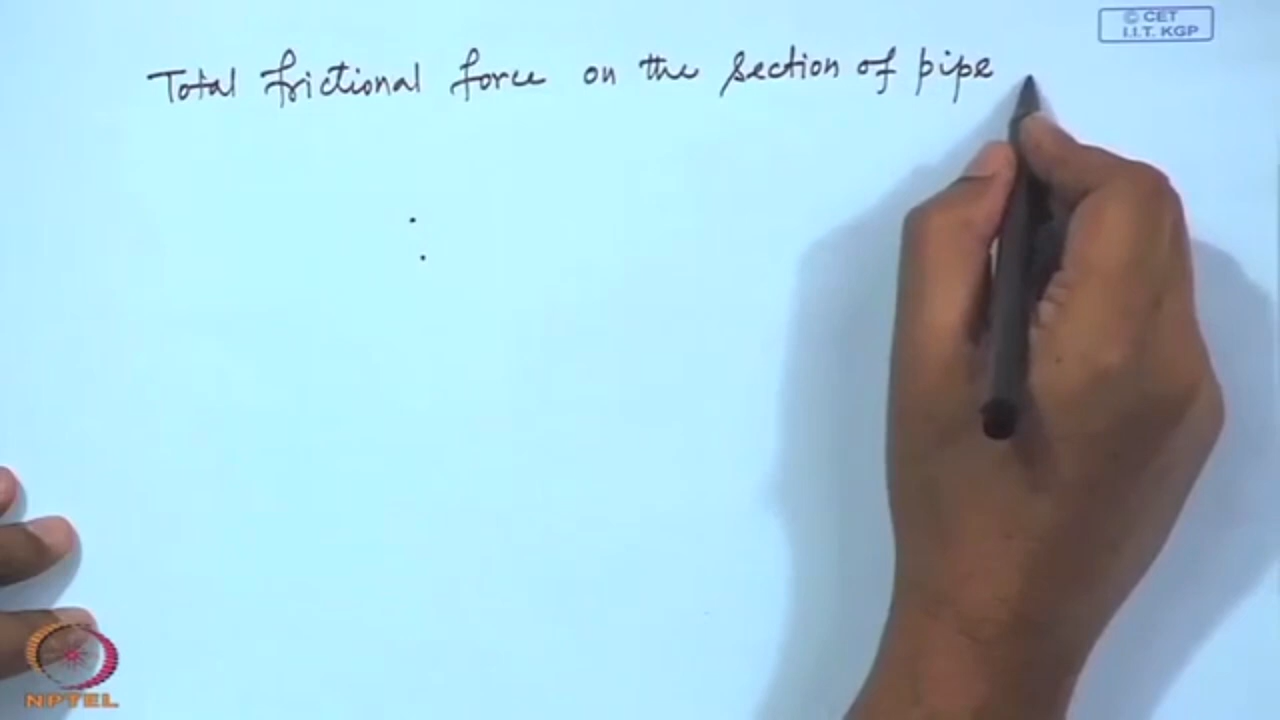 © CET
I.I.T. KGP
Total frictional force on the section of pipe
NPTEL